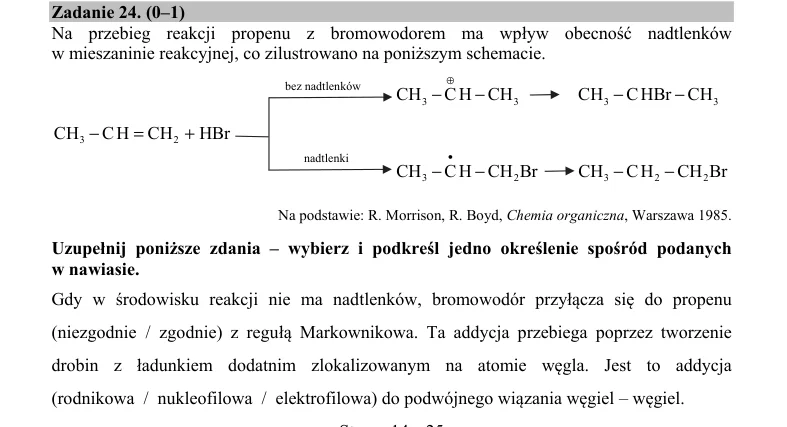 Zadanie 24. (0–1)
Na przebieg reakcji propenu z bromowodorem ma wpływ obecność nadtlenków
w mieszaninie reakcyjnej, co zilustrowano na poniższym schemacie.
bez nadtlenków
CH₃ – C⊕H – CH₃ → CH₃ – CHBr – CH₃
CH₃ – CH = CH₂ + HBr
nadtlenki
CH₃ – C•H – CH₂Br → CH₃ – CH₂ – CH₂Br
Na podstawie: R. Morrison, R. Boyd, Chemia organiczna, Warszawa 1985.
Uzupełnij poniższe zdania – wybierz i podkreśl jedno określenie spośród podanych
w nawiasie.
Gdy w środowisku reakcji nie ma nadtlenków, bromowodór przyłącza się do propenu
(niezgodnie / zgodnie) z regułą Markownikowa. Ta addycja przebiega poprzez tworzenie
drobin z ładunkiem dodatnim zlokalizowanym na atomie węgla. Jest to addycja
(rodnikowa / nukleofilowa / elektrofilowa) do podwójnego wiązania węgiel – węgiel.